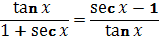 tan x / (1 + sec x) = (sec x − 1) / tan x